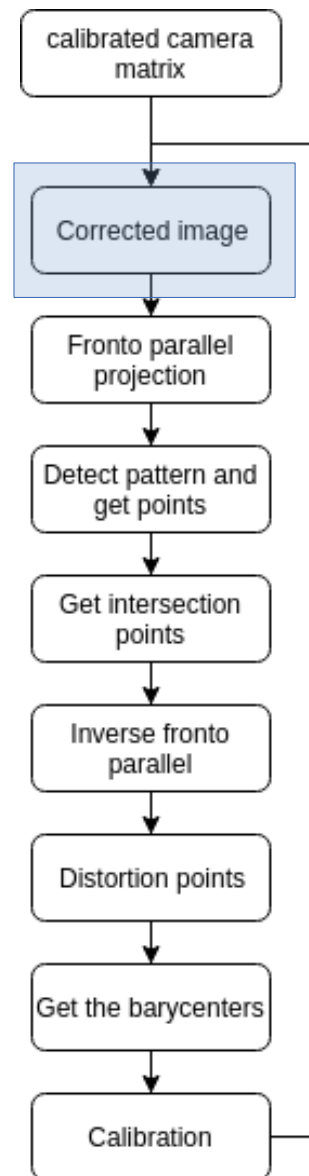 calibrated camera
matrix
Corrected image
Fronto parallel
projection
Detect pattern and
get points
Get intersection
points
Inverse fronto
parallel
Distortion points
Get the barycenters
Calibration